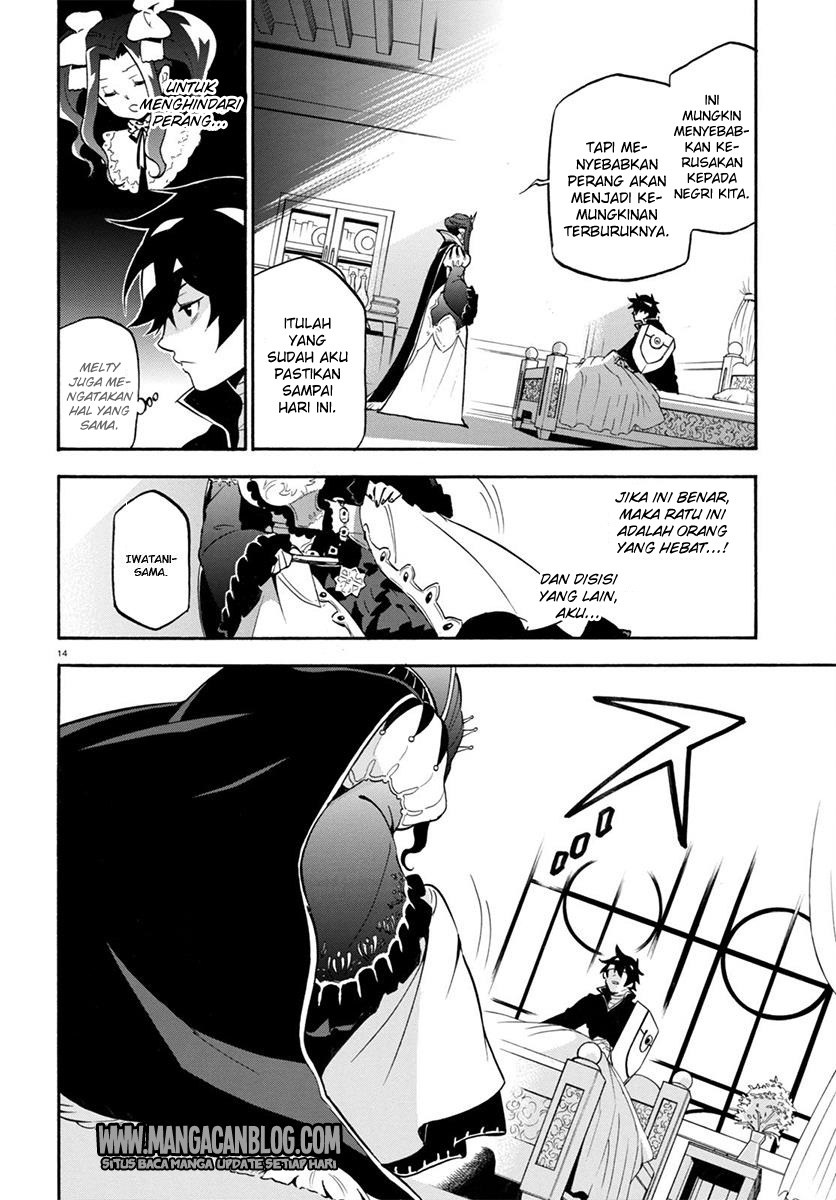 INI
MUNGKIN
MENYEBAB-
KAN KE-
RUSAKAN
KEPADA
NEGRI KITA.
TAPI ME-
NYEBABKAN
PERANG AKAN
MENJADI KE-
MUNGKINAN
TERBURUKNYA.
ITULAH
YANG
SUDAH AKU
PASTIKAN
SAMPAI
HARI INI.
UNTUK
MENGHINDARI
PERANG...
MELTY
JUGA ME-
NGATAKAN
HAL YANG
SAMA.
JIKA INI BENAR,
MAKA RATU INI
ADALAH ORANG
YANG HEBAT...!
DAN DISISI
YANG LAIN,
AKU...
IWATANI-
SAMA.
14
WWW.MANGACANBLOG.COM
SITUS BACA MANGA UPDATE SETIAP HARI